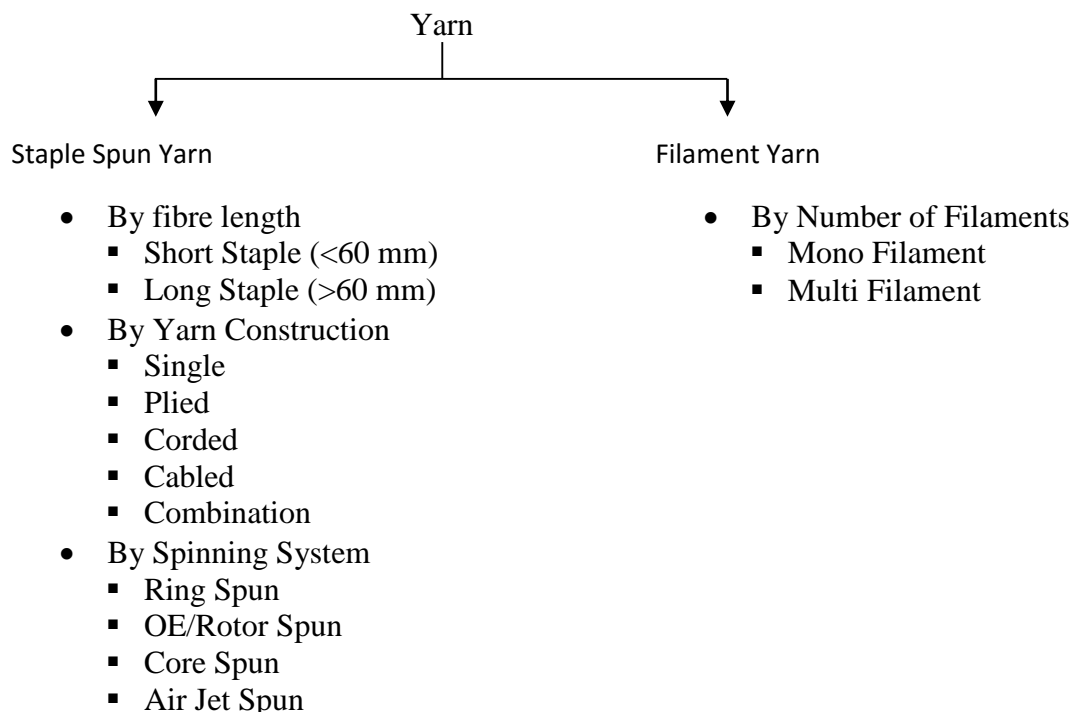 Yarn
Staple Spun Yarn
• By fibre length
▪ Short Staple (<60 mm)
▪ Long Staple (>60 mm)
• By Yarn Construction
▪ Single
▪ Plied
▪ Corded
▪ Cabled
▪ Combination
• By Spinning System
▪ Ring Spun
▪ OE/Rotor Spun
▪ Core Spun
▪ Air Jet Spun
Filament Yarn
• By Number of Filaments
▪ Mono Filament
▪ Multi Filament